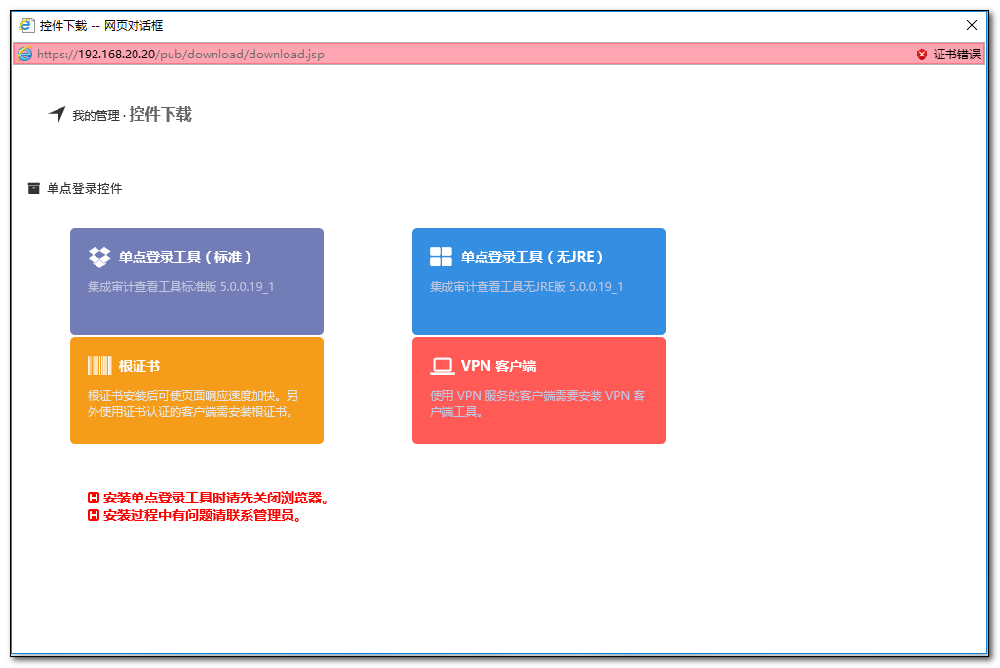 控件下载 -- 网页对话框
https://192.168.20.20/pub/download/download.jsp
证书错误
我的管理 · 控件下载
单点登录控件
单点登录工具（标准）
集成审计查看工具标准版 5.0.0.19_1
单点登录工具（无JRE）
集成审计查看工具无JRE版 5.0.0.19_1
根证书
根证书安装后可使页面响应速度加快。另
外使用证书认证的客户端需安装根证书。
VPN 客户端
使用 VPN 服务的客户端需要安装 VPN 客
户端工具。
安装单点登录工具时请先关闭浏览器。
安装过程中有问题请联系管理员。